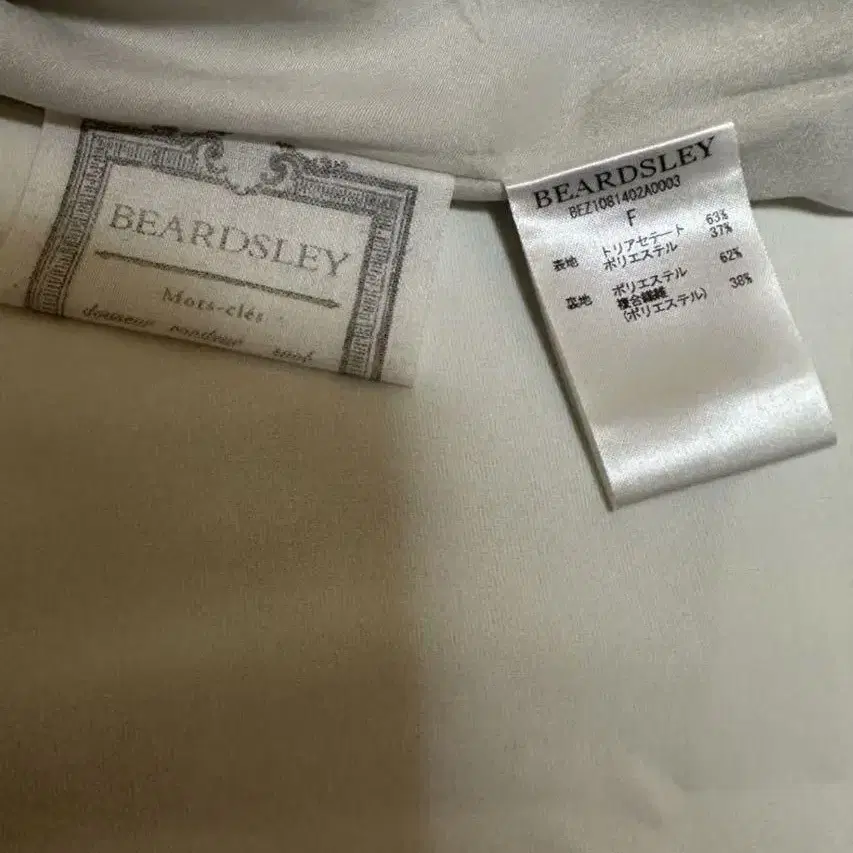 BEARDSLEY
Mots-clés
BEARDSLEY
BEZ1081402A0003
F
表地 トリアセテート 63%
ポリエステル 37%
裏地 ポリエステル 62%
複合繊維 38%
(ポリエステル)